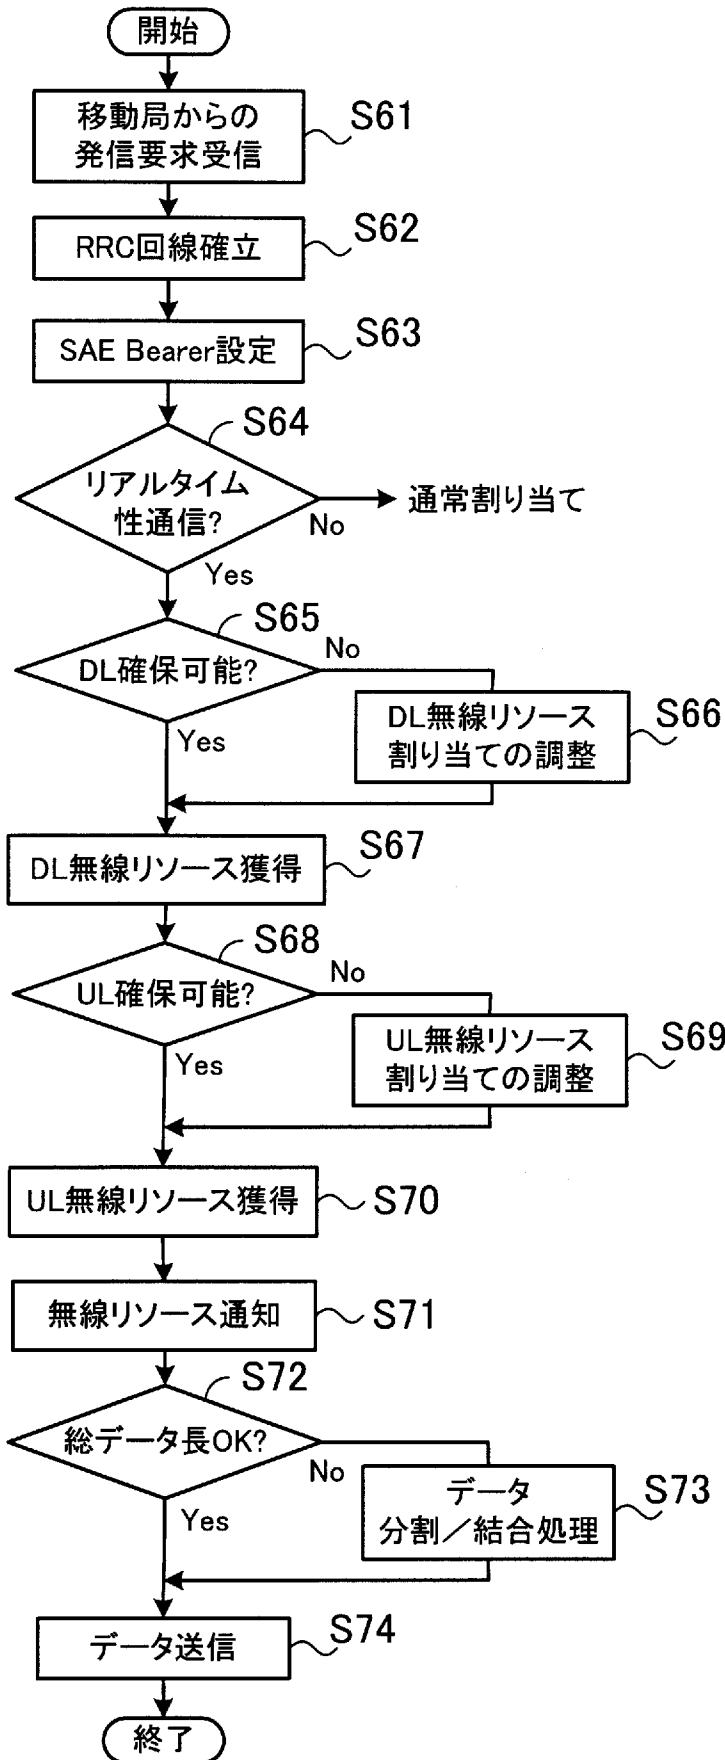 開始
移動局からの
発信要求受信
S61
RRC回線確立
S62
SAE Bearer設定
S63
S64
リアルタイム
性通信?
No
通常割り当て
Yes
S65
DL確保可能?
No
Yes
DL無線リソース
割り当ての調整
S66
DL無線リソース獲得
S67
S68
UL確保可能?
No
Yes
UL無線リソース
割り当ての調整
S69
UL無線リソース獲得
S70
無線リソース通知
S71
S72
総データ長OK?
No
Yes
データ
分割／結合処理
S73
データ送信
S74
終了